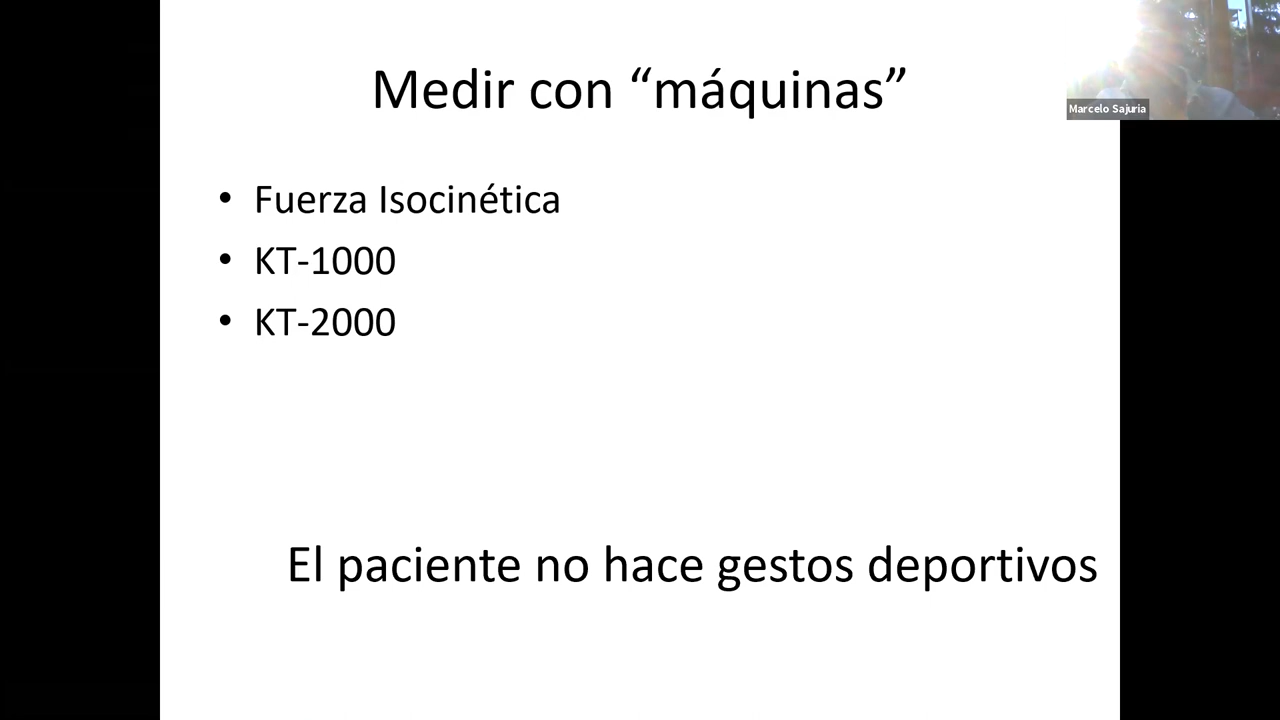 Medir con “máquinas”
Marcelo Sajuria
• Fuerza Isocinética
• KT-1000
• KT-2000
El paciente no hace gestos deportivos